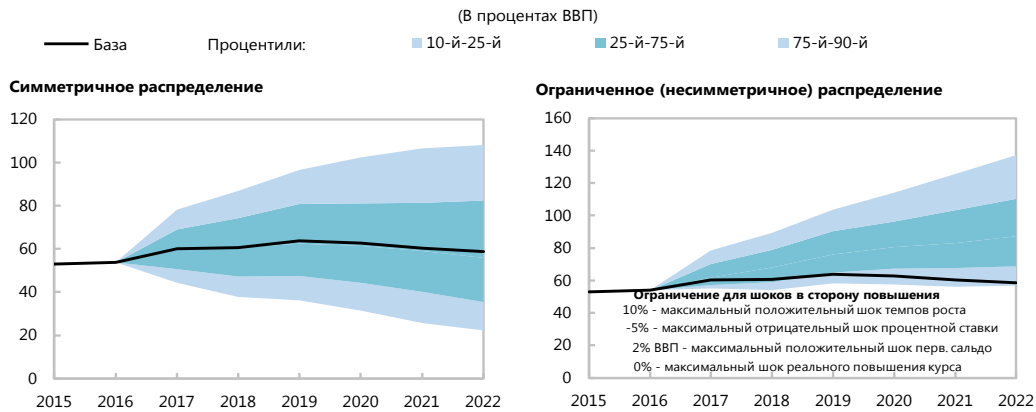 (В процентах ВВП)
База Процентили: 10-й-25-й 25-й-75-й 75-й-90-й
Симметричное распределение
120
100
80
60
40
20
0
2015 2016 2017 2018 2019 2020 2021 2022
Ограниченное (несимметричное) распределение
160
140
120
100
80
60
40
20
0
Ограничение для шоков в сторону повышения
10% - максимальный положительный шок темпов роста
-5% - максимальный отрицательный шок процентной ставки
2% ВВП - максимальный положительный шок перв. сальдо
0% - максимальный шок реального повышения курса
2015 2016 2017 2018 2019 2020 2021 2022